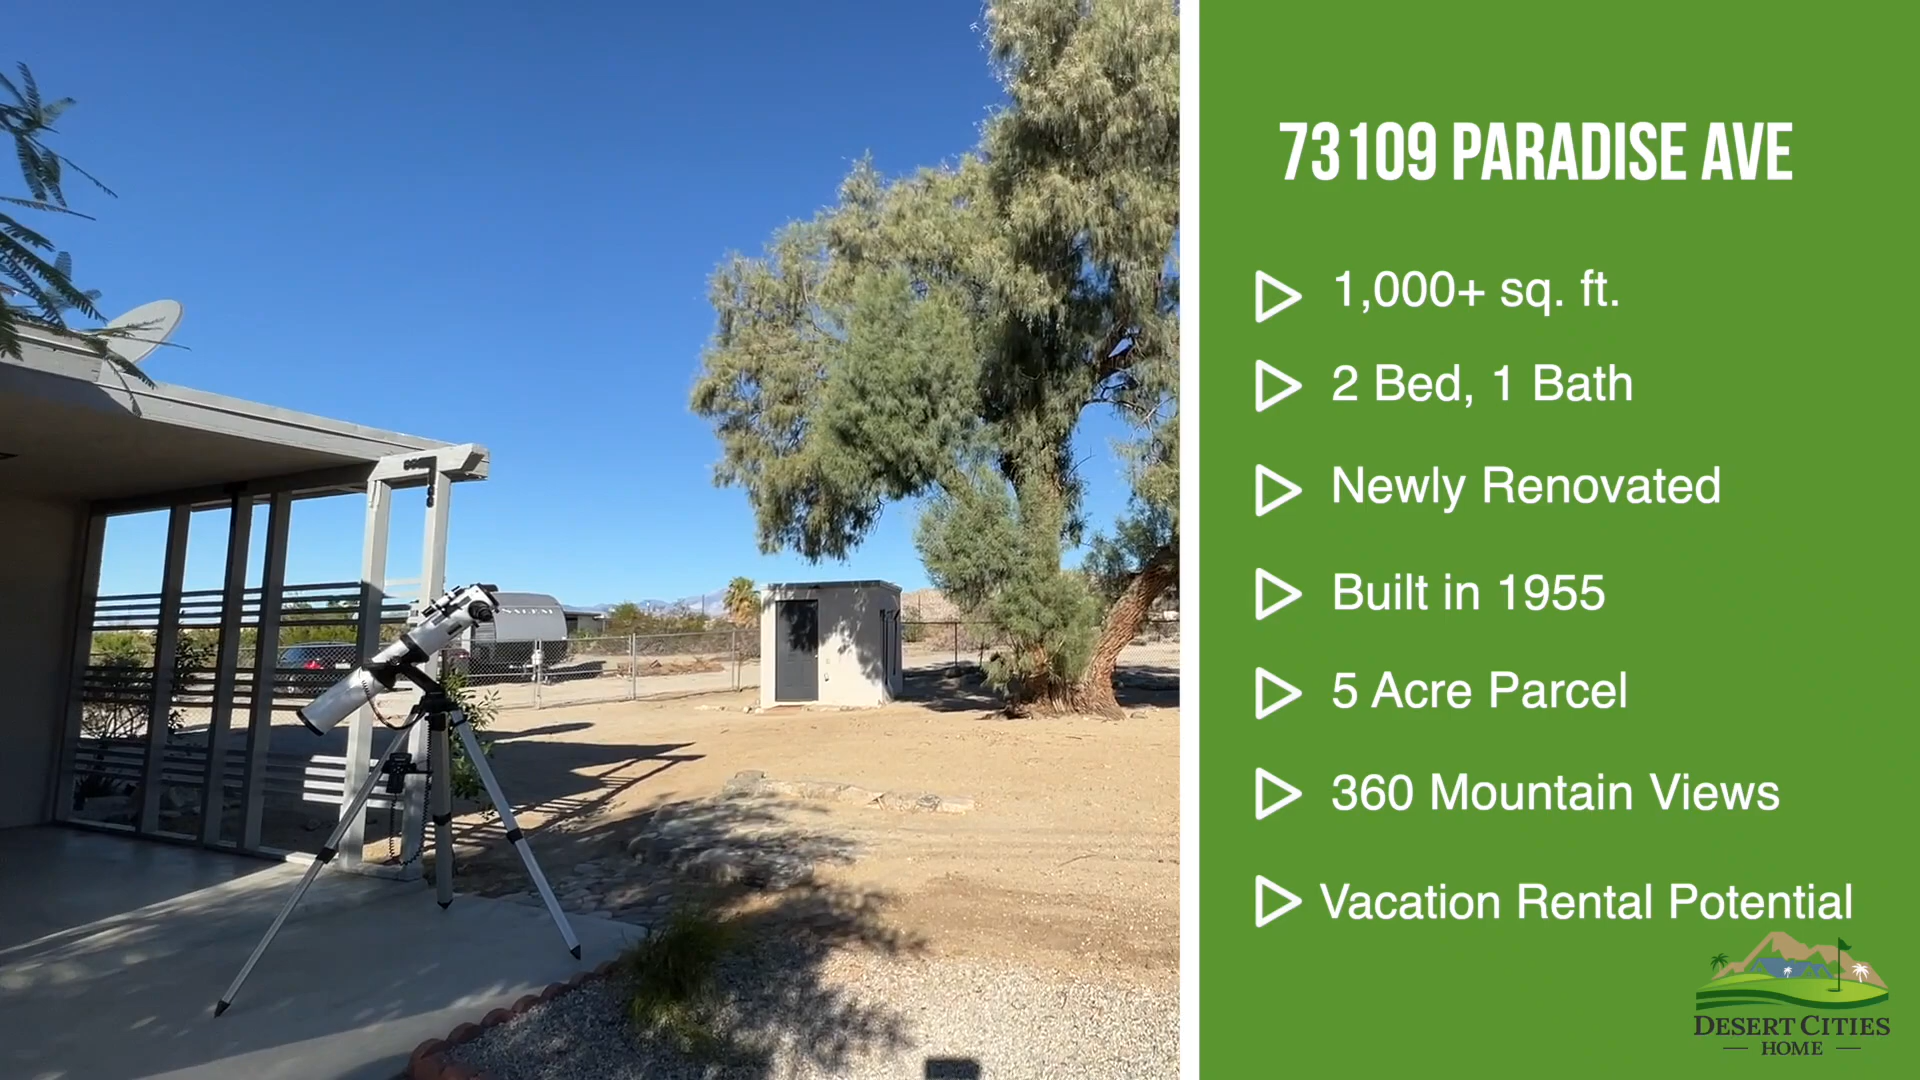 73109 PARADISE AVE
1,000+ sq. ft.
2 Bed, 1 Bath
Newly Renovated
Built in 1955
5 Acre Parcel
360 Mountain Views
Vacation Rental Potential
DESERT CITIES
HOME
SALEM